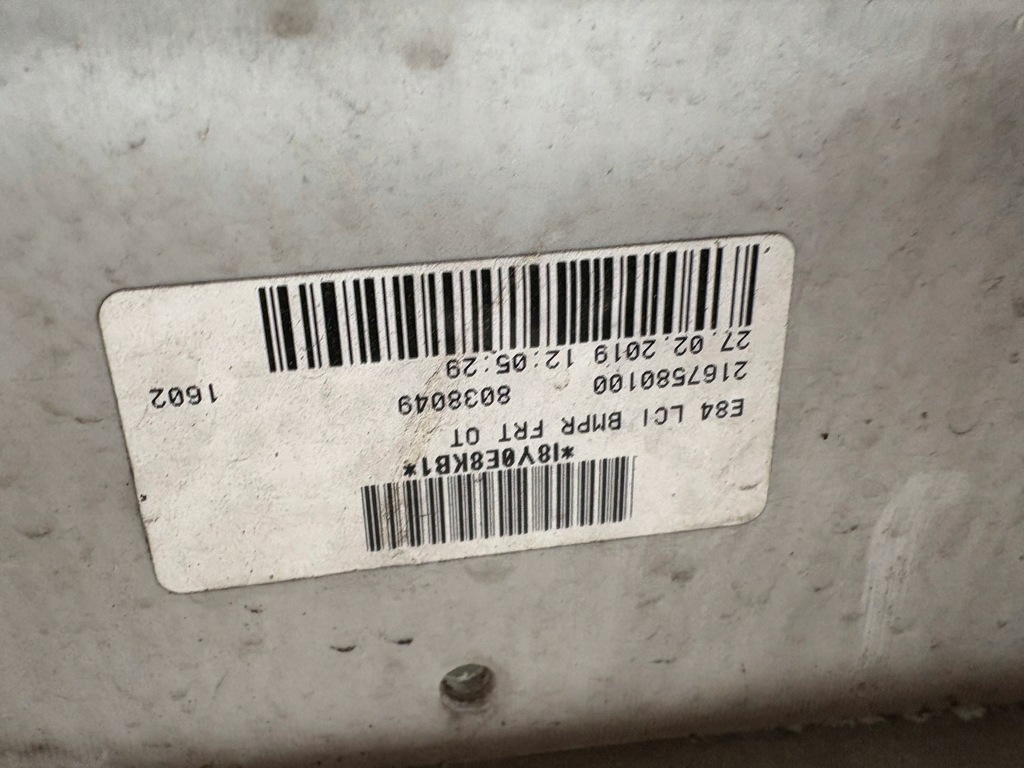 *I8Y0E8KB1*
E84 LCI BMPR FRT OT
2167580100 8038049 1602
27.02.2019 12:05:29